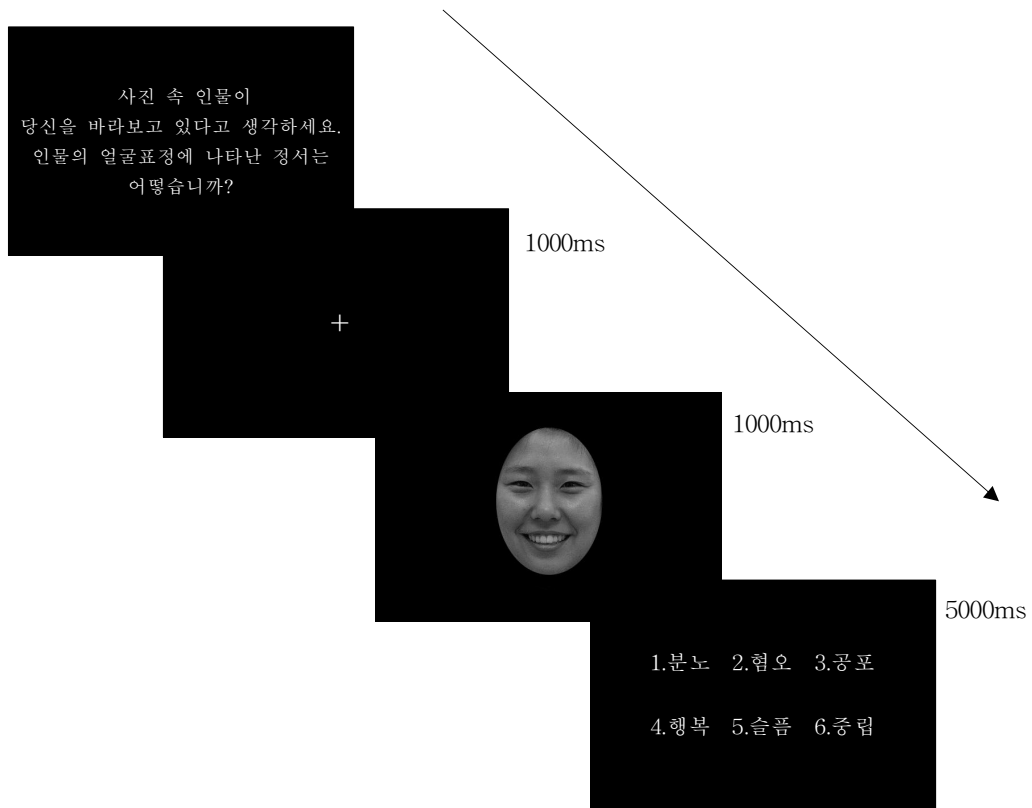 사진 속 인물이
당신을 바라보고 있다고 생각하세요.
인물의 얼굴표정에 나타난 정서는
어떻습니까?
1000ms
+
1000ms
5000ms
1.분노 2.혐오 3.공포
4.행복 5.슬픔 6.중립